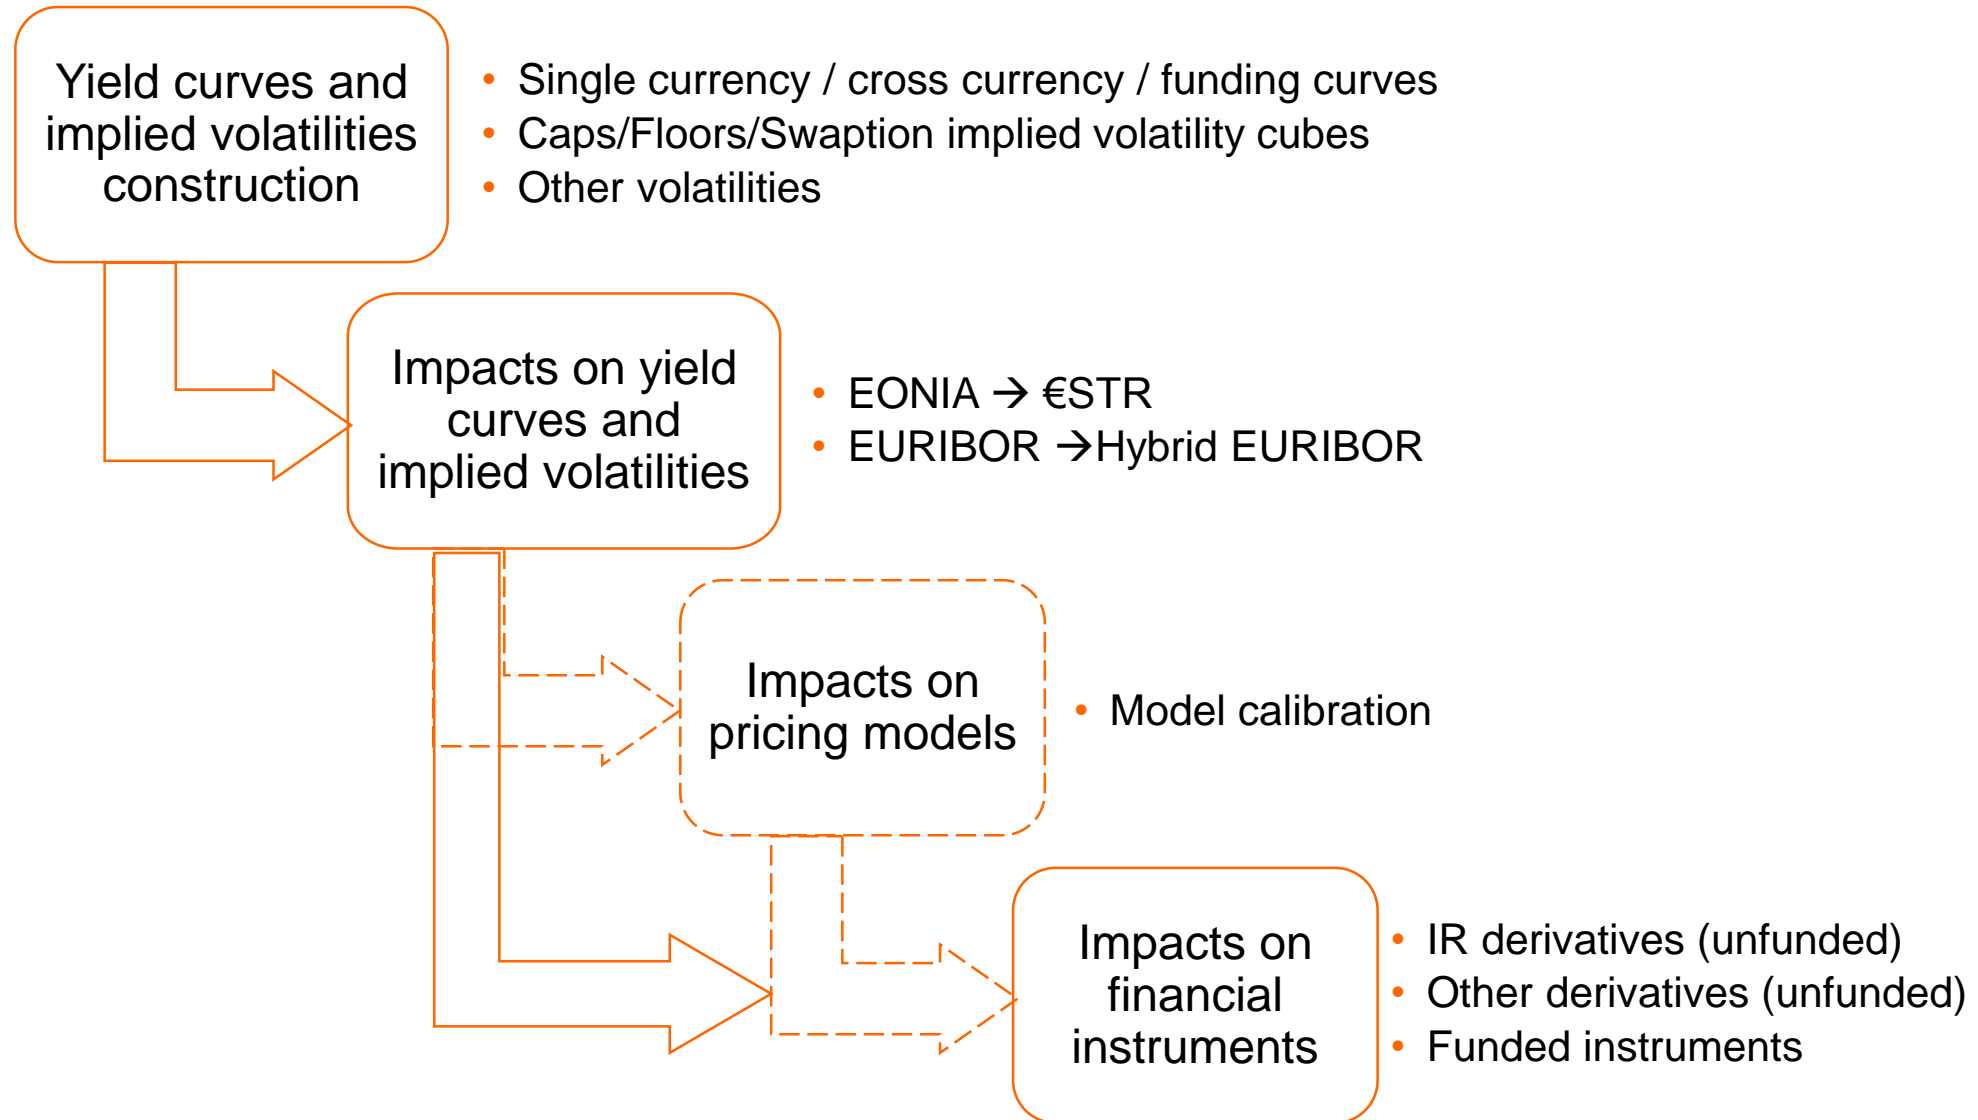 Yield curves and
implied volatilities
construction
• Single currency / cross currency / funding curves
• Caps/Floors/Swaption implied volatility cubes
• Other volatilities
Impacts on yield
curves and
implied volatilities
• EONIA → €STR
• EURIBOR →Hybrid EURIBOR
Impacts on
pricing models
• Model calibration
Impacts on
financial
instruments
• IR derivatives (unfunded)
• Other derivatives (unfunded)
• Funded instruments